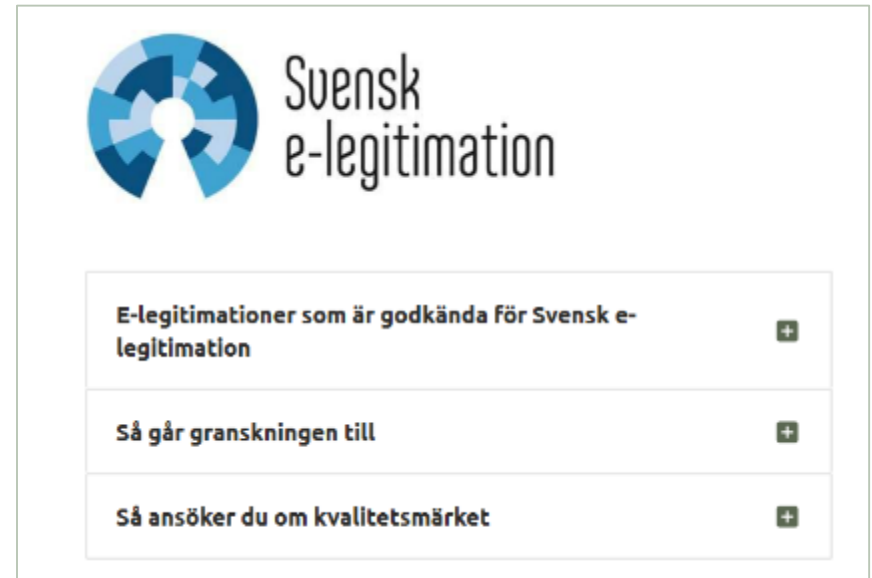 Svensk
e-legitimation
E-legitimationer som är godkända för Svensk e-
legitimation
Så går granskningen till
Så ansöker du om kvalitetsmärket